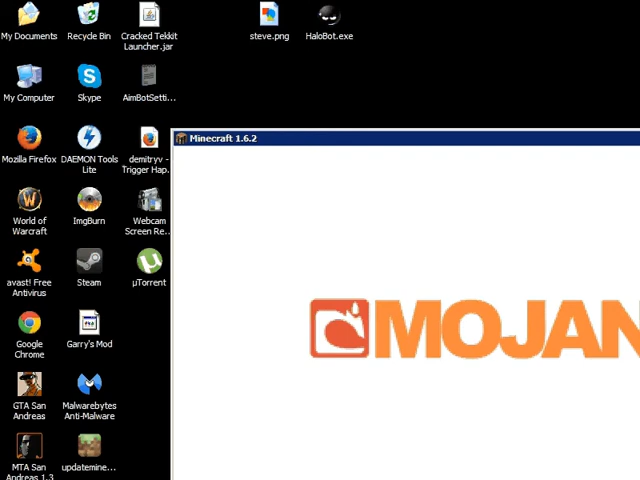 My Documents
Recycle Bin
Cracked Tekkit
Launcher.jar
steve.png
HaloBot.exe
My Computer
Skype
AimBotSetti...
Minecraft 1.6.2
Mozilla Firefox
DAEMON Tools
Lite
demitryv -
Trigger Hap...
MOJAN
World of
Warcraft
ImgBurn
Webcam
Screen Re...
avast! Free
Antivirus
Steam
µTorrent
Google
Chrome
Garry's Mod
GTA San
Andreas
Malwarebytes
Anti-Malware
MTA San
Andreas 1.3
updatemine...